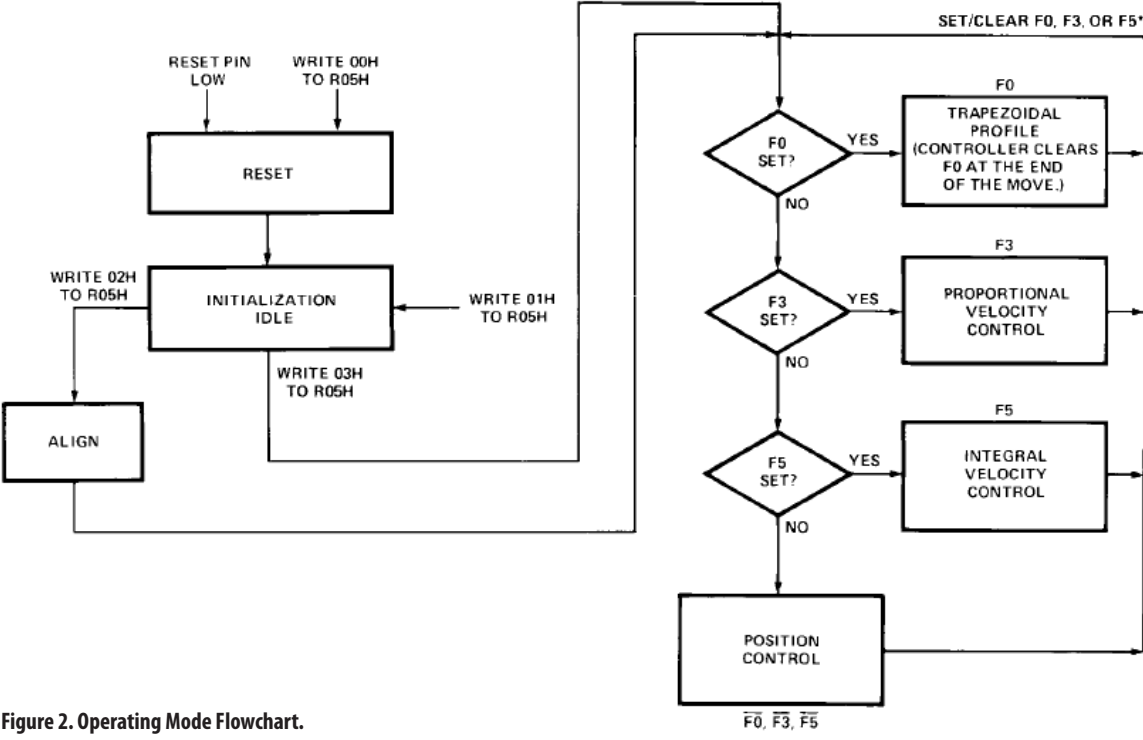 SET/CLEAR F0, F3, OR F5*
RESET PIN
LOW
WRITE 00H
TO R05H
RESET
WRITE 02H
TO R05H
INITIALIZATION
IDLE
WRITE 01H
TO R05H
WRITE 03H
TO R05H
ALIGN
F0
SET?
YES
NO
F0
TRAPEZOIDAL
PROFILE
(CONTROLLER CLEARS
F0 AT THE END
OF THE MOVE.)
F3
SET?
YES
NO
F3
PROPORTIONAL
VELOCITY
CONTROL
F5
SET?
YES
NO
F5
INTEGRAL
VELOCITY
CONTROL
POSITION
CONTROL
F̅0̅, F̅3̅, F̅5̅
Figure 2. Operating Mode Flowchart.